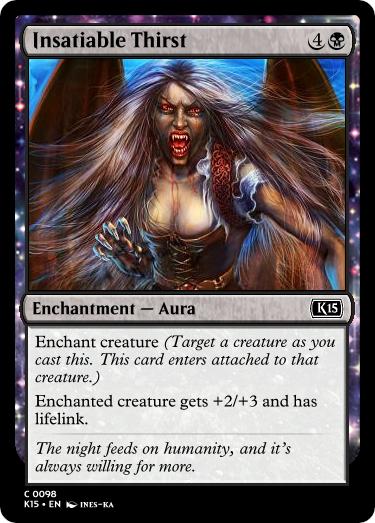 Insatiable Thirst 4
Enchantment — Aura K15
Enchant creature (Target a creature as you
cast this. This card enters attached to that
creature.)
Enchanted creature gets +2/+3 and has
lifelink.
The night feeds on humanity, and it's
always willing for more.
C 0098
K15 • EN INES-KA